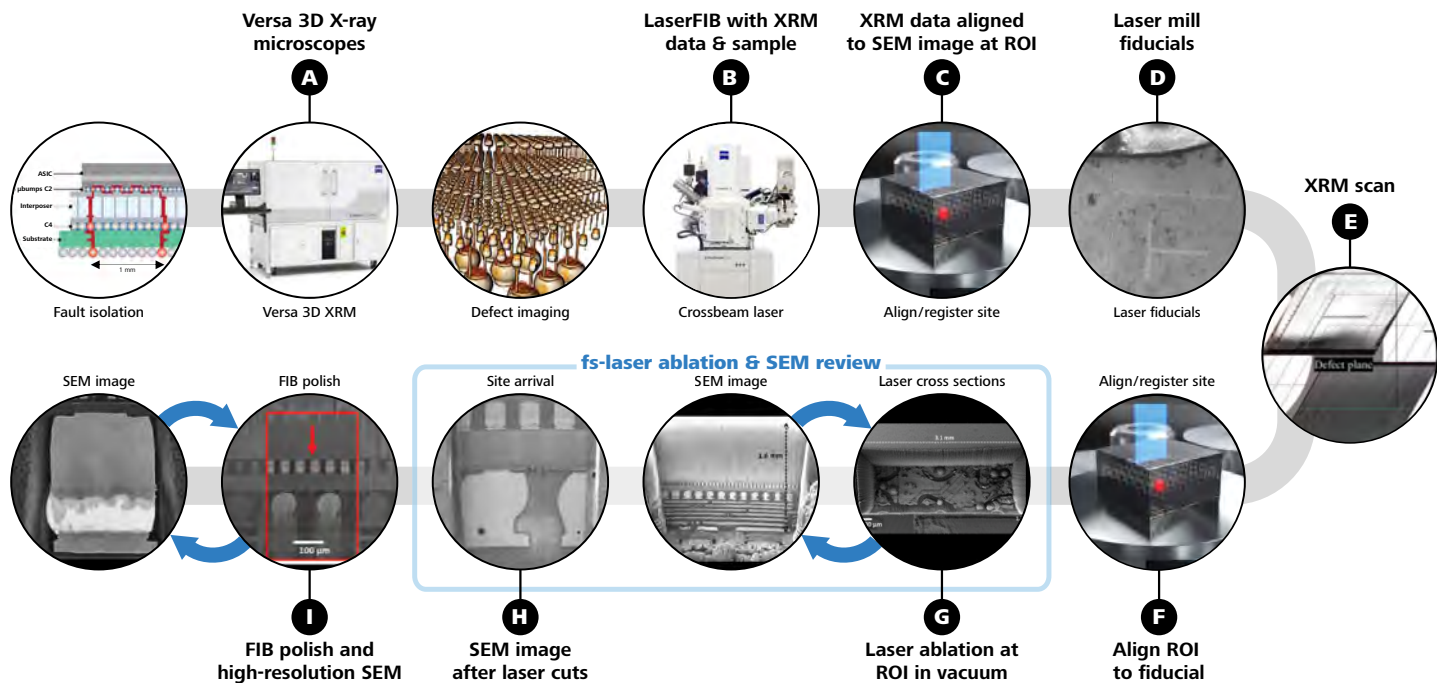 Versa 3D X-ray
microscopes
A
LaserFIB with XRM
data & sample
B
XRM data aligned
to SEM image at ROI
C
Laser mill
fiducials
D
ASIC
µbumps C2
Interposer
C4
Substrate
1 mm
Fault isolation
Versa 3D XRM
Defect imaging
ZEISS
Crossbeam laser
Align/register site
Laser fiducials
XRM scan
E
Defect plane
fs-laser ablation & SEM review
SEM image
FIB polish
100 µm
Site arrival
SEM image
Laser cross sections
Align/register site
I
FIB polish and
high-resolution SEM
H
SEM image
after laser cuts
G
Laser ablation at
ROI in vacuum
F
Align ROI
to fiducial